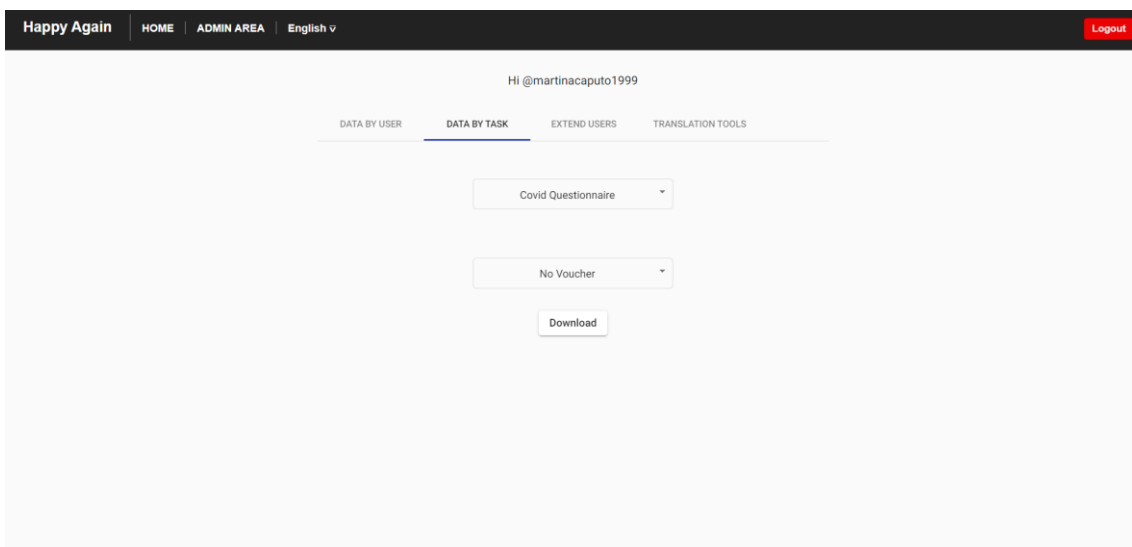 Happy Again HOME ADMIN AREA English Logout
Hi @martinacaputo1999
DATA BY USER DATA BY TASK EXTEND USERS TRANSLATION TOOLS
Covid Questionnaire
No Voucher
Download